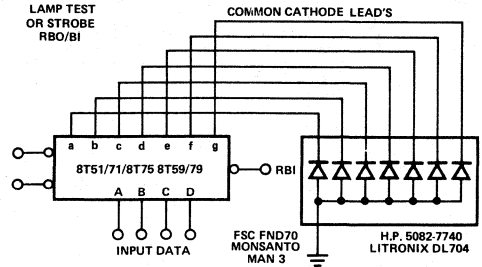 LAMP TEST
OR STROBE
RBO/BI
COMMON CATHODE LEAD'S
a b c d e f g
8T51/71/8T75 8T59/79
A B C D
RBI
INPUT DATA
FSC FND70
MONSANTO
MAN 3
H.P. 5082-7740
LITRONIX DL704